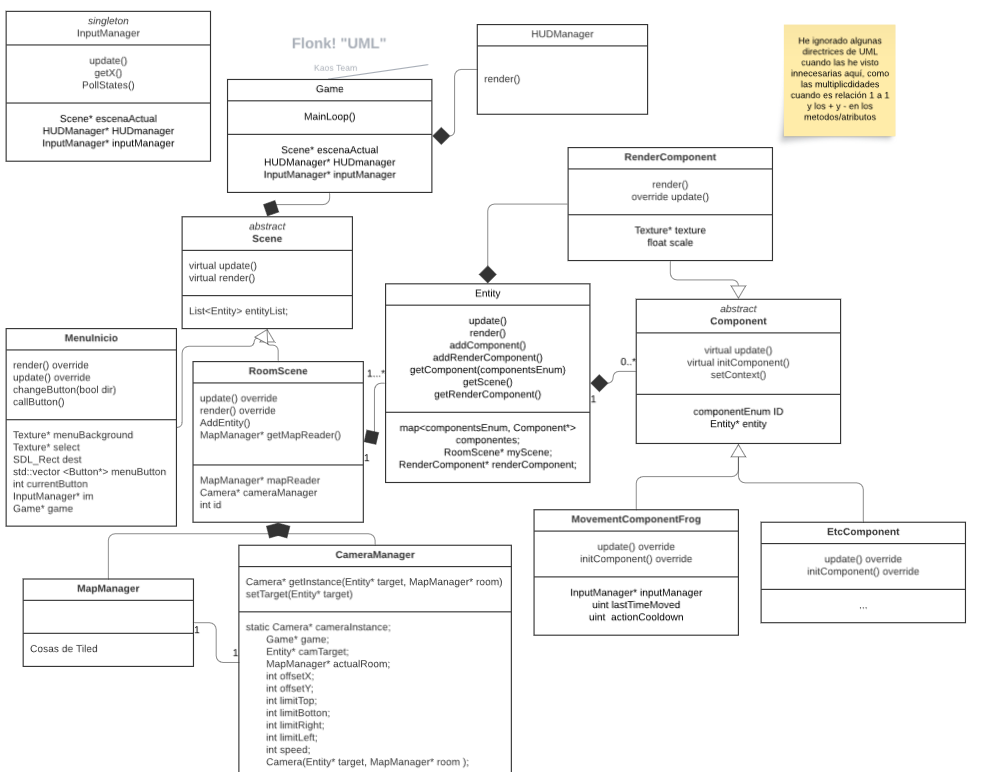 singleton
InputManager
update()
getX()
PollStates()
Scene* escenaActual
HUDManager* HUDmanager
InputManager* inputManager
Flonk! "UML"
Kaos Team
Game
MainLoop()
Scene* escenaActual
HUDManager* HUDmanager
InputManager* inputManager
HUDManager
render()
He ignorado algunas
directrices de UML
cuando las he visto
innecesarias aquí, como
las multiplicdidades
cuando es relación 1 a 1
y los + y - en los
metodos/atributos
RenderComponent
render()
override update()
Texture* texture
float scale
abstract
Scene
virtual update()
virtual render()
List<Entity> entityList;
Entity
update()
render()
addComponent()
addRenderComponent()
getComponent(componentsEnum)
getScene()
getRenderComponent()
map<componentsEnum, Component*>
componentes;
RoomScene* myScene;
RenderComponent* renderComponent;
1...*
1
0..*
1
abstract
Component
virtual update()
virtual initComponent()
setContext()
componentEnum ID
Entity* entity
MenuInicio
render() override
update() override
changeButton(bool dir)
callButton()
Texture* menuBackground
Texture* select
SDL_Rect dest
std::vector <Button*> menuButton
int currentButton
InputManager* im
Game* game
RoomScene
update() override
render() override
AddEntity()
MapManager* getMapReader()
MapManager* mapReader
Camera* cameraManager
int id
MovementComponentFrog
update() override
initComponent() override
InputManager* inputManager
uint lastTimeMoved
uint actionCooldown
EtcComponent
update() override
initComponent() override
...
MapManager
Cosas de Tiled
1
1
CameraManager
Camera* getInstance(Entity* target, MapManager* room)
setTarget(Entity* target)
static Camera* cameraInstance;
Game* game;
Entity* camTarget;
MapManager* actualRoom;
int offsetX;
int offsetY;
int limitTop;
int limitBotton;
int limitRight;
int limitLeft;
int speed;
Camera(Entity* target, MapManager* room );